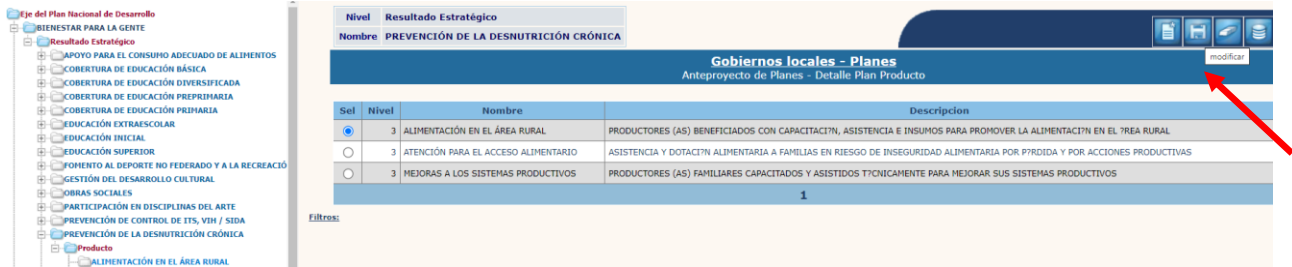 Eje del Plan Nacional de Desarrollo
BIENESTAR PARA LA GENTE
Resultado Estratégico
APOYO PARA EL CONSUMO ADECUADO DE ALIMENTOS
COBERTURA DE EDUCACIÓN BÁSICA
COBERTURA DE EDUCACIÓN DIVERSIFICADA
COBERTURA DE EDUCACIÓN PREPRIMARIA
COBERTURA DE EDUCACIÓN PRIMARIA
EDUCACIÓN EXTRAESCOLAR
EDUCACIÓN INICIAL
EDUCACIÓN SUPERIOR
FOMENTO AL DEPORTE NO FEDERADO Y A LA RECREACIÓ
GESTIÓN DEL DESARROLLO CULTURAL
OBRAS SOCIALES
PARTICIPACIÓN EN DISCIPLINAS DEL ARTE
PREVENCIÓN DE CONTROL DE ITS, VIH / SIDA
PREVENCIÓN DE LA DESNUTRICIÓN CRÓNICA
Producto
ALIMENTACIÓN EN EL ÁREA RURAL
Nivel Resultado Estratégico
Nombre PREVENCIÓN DE LA DESNUTRICIÓN CRÓNICA
modificar
Gobiernos locales - Planes
Anteproyecto de Planes - Detalle Plan Producto
Sel Nivel Nombre Descripcion
3 ALIMENTACIÓN EN EL ÁREA RURAL PRODUCTORES (AS) BENEFICIADOS CON CAPACITACI?N, ASISTENCIA E INSUMOS PARA PROMOVER LA ALIMENTACI?N EN EL ?REA RURAL
3 ATENCIÓN PARA EL ACCESO ALIMENTARIO ASISTENCIA Y DOTACI?N ALIMENTARIA A FAMILIAS EN RIESGO DE INSEGURIDAD ALIMENTARIA POR P?RDIDA Y POR ACCIONES PRODUCTIVAS
3 MEJORAS A LOS SISTEMAS PRODUCTIVOS PRODUCTORES (AS) FAMILIARES CAPACITADOS Y ASISTIDOS T?CNICAMENTE PARA MEJORAR SUS SISTEMAS PRODUCTIVOS
1
Filtros: